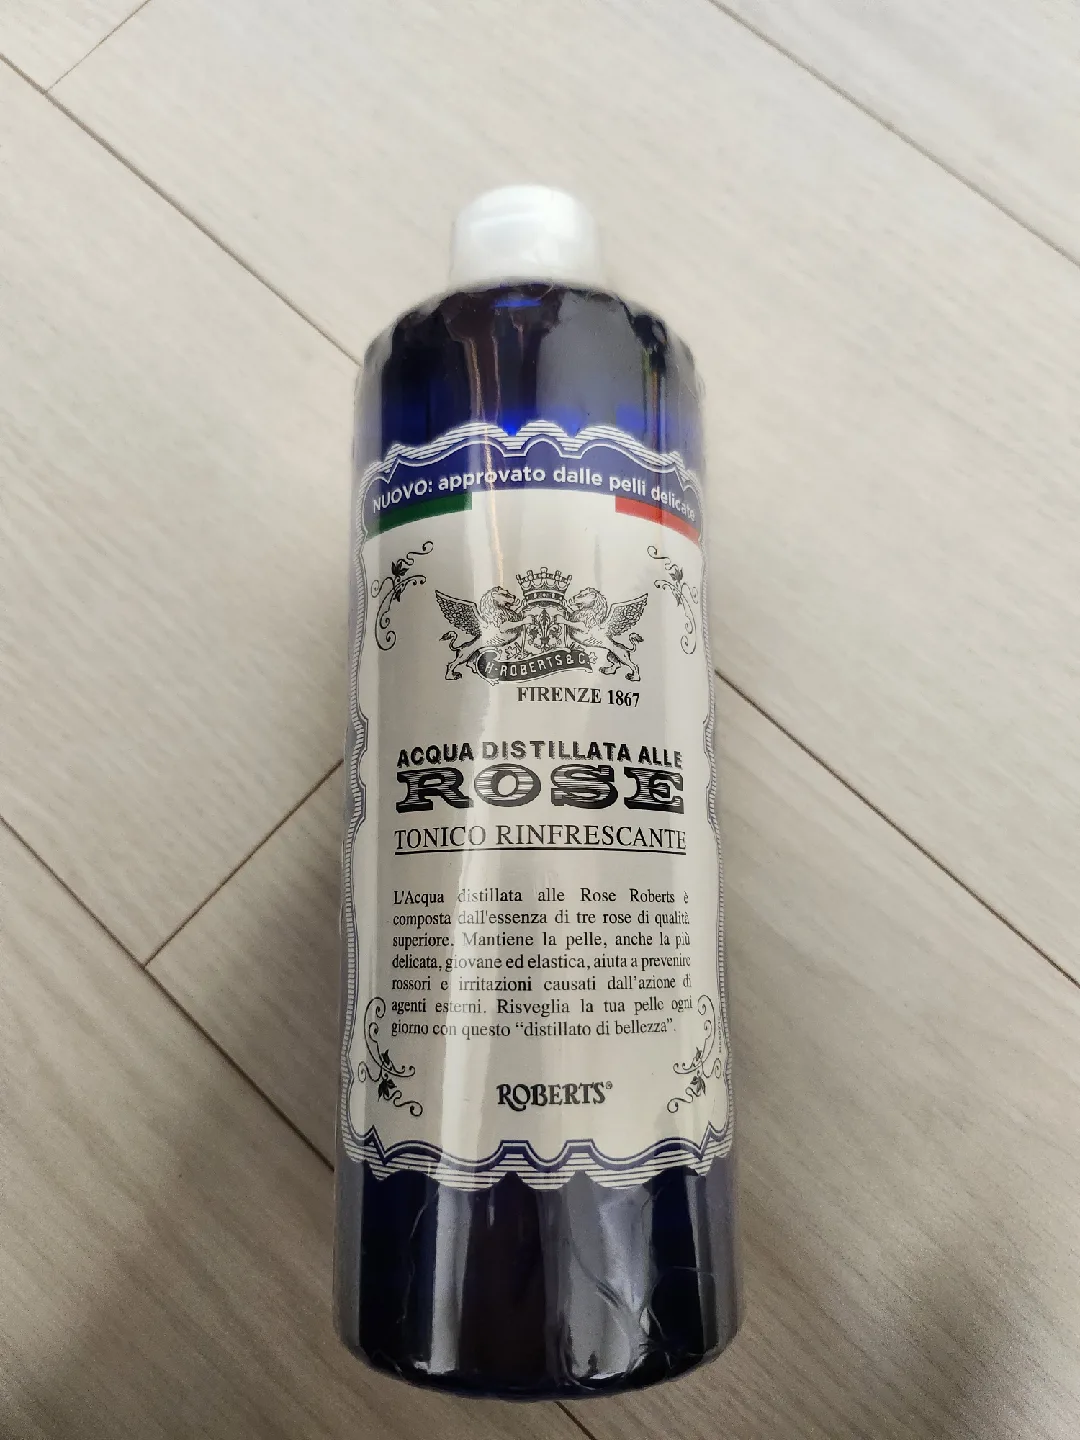 NUOVO: approvato dalle pelli delicate
H·ROBERTS & C
FIRENZE 1867
ACQUA DISTILLATA ALLE
ROSE
TONICO RINFRESCANTE
L'Acqua distillata alle Rose Roberts è
composta dall'essenza di tre rose di qualità
superiore. Mantiene la pelle, anche la più
delicata, giovane ed elastica, aiuta a prevenire
rossori e irritazioni causati dall'azione di
agenti esterni. Risveglia la tua pelle ogni
giorno con questo “distillato di bellezza”.
ROBERTS®